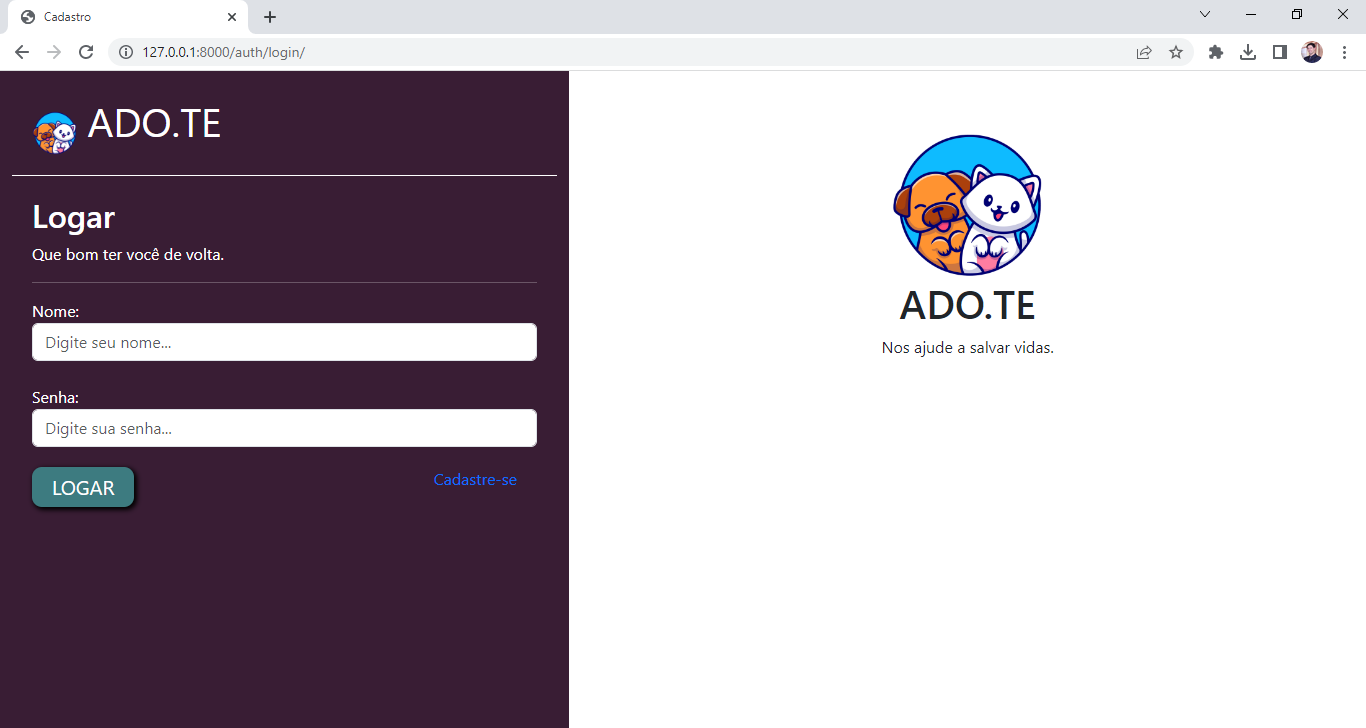 Cadastro
127.0.0.1:8000/auth/login/
ADO.TE
Logar
Que bom ter você de volta.
Nome:
Digite seu nome...
Senha:
Digite sua senha...
LOGAR
Cadastre-se
ADO.TE
Nos ajude a salvar vidas.